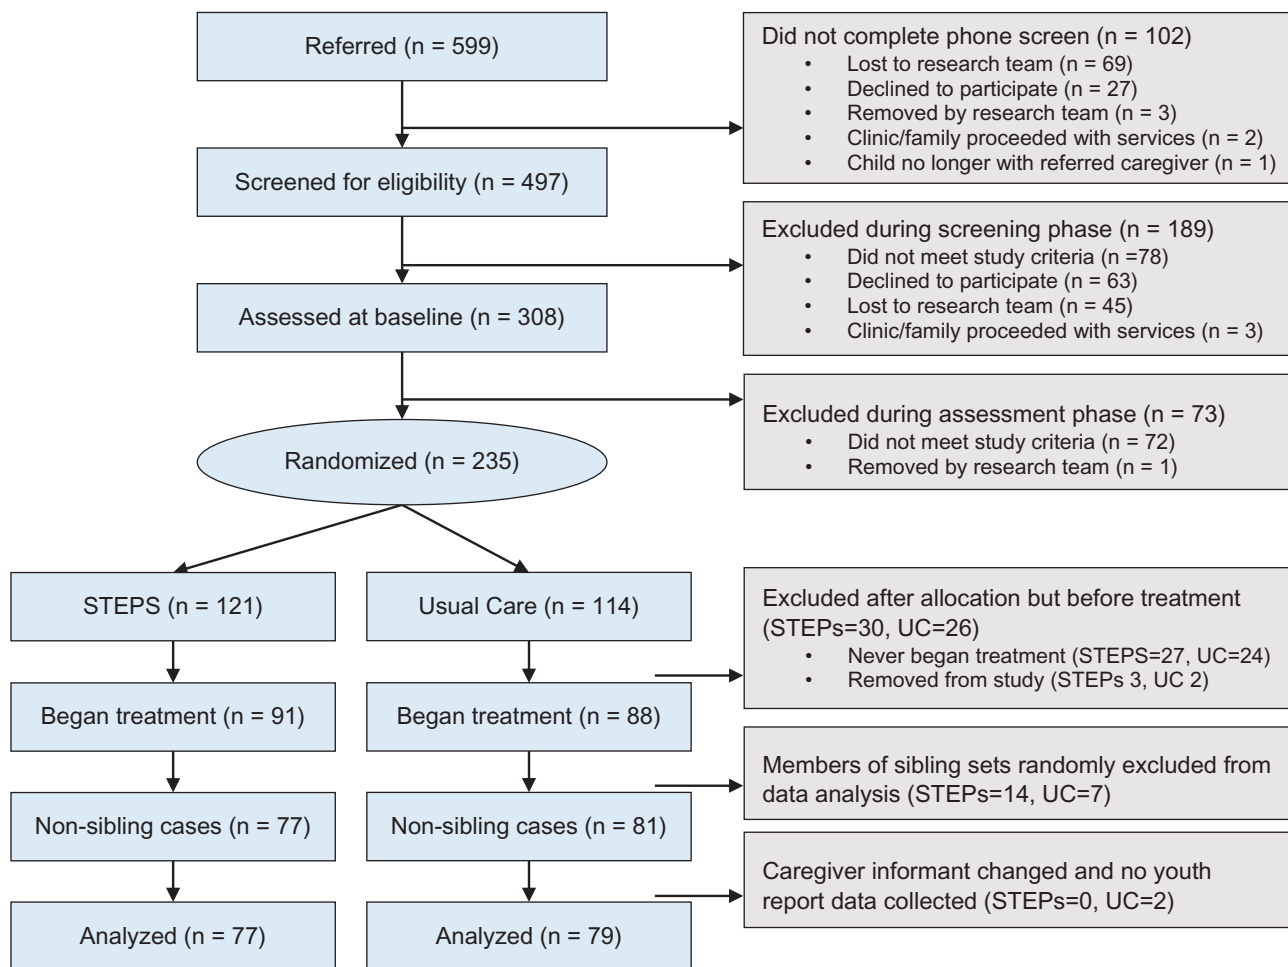 Referred (n = 599)
Did not complete phone screen (n = 102)
• Lost to research team (n = 69)
• Declined to participate (n = 27)
• Removed by research team (n = 3)
• Clinic/family proceeded with services (n = 2)
• Child no longer with referred caregiver (n = 1)
Screened for eligibility (n = 497)
Excluded during screening phase (n = 189)
• Did not meet study criteria (n =78)
• Declined to participate (n = 63)
• Lost to research team (n = 45)
• Clinic/family proceeded with services (n = 3)
Assessed at baseline (n = 308)
Excluded during assessment phase (n = 73)
• Did not meet study criteria (n = 72)
• Removed by research team (n = 1)
Randomized (n = 235)
STEPS (n = 121)
Usual Care (n = 114)
Excluded after allocation but before treatment
(STEPs=30, UC=26)
• Never began treatment (STEPS=27, UC=24)
• Removed from study (STEPs 3, UC 2)
Began treatment (n = 91)
Began treatment (n = 88)
Members of sibling sets randomly excluded from
data analysis (STEPs=14, UC=7)
Non-sibling cases (n = 77)
Non-sibling cases (n = 81)
Caregiver informant changed and no youth
report data collected (STEPs=0, UC=2)
Analyzed (n = 77)
Analyzed (n = 79)